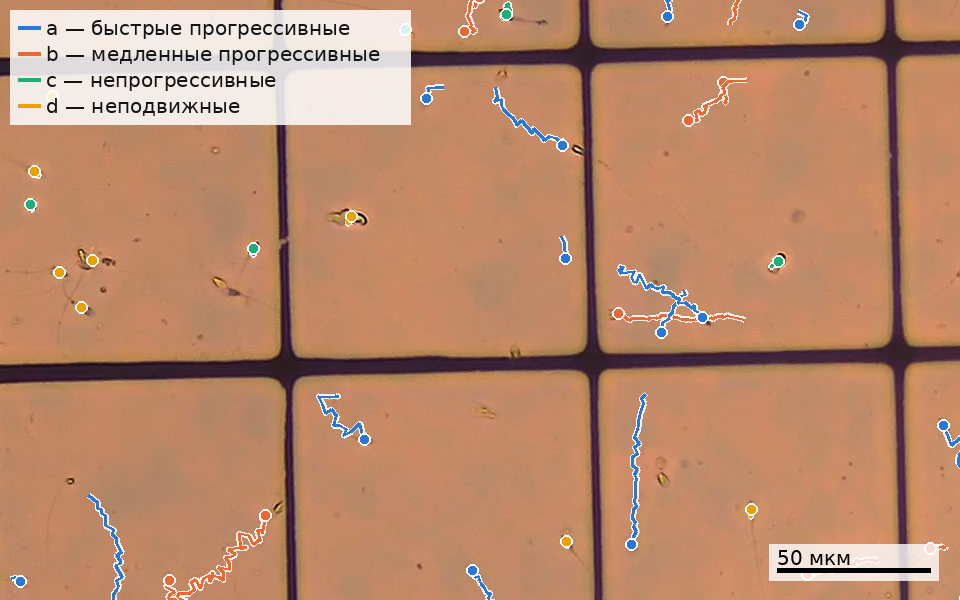 a — быстрые прогрессивные
b — медленные прогрессивные
c — непрогрессивные
d — неподвижные
50 мкм